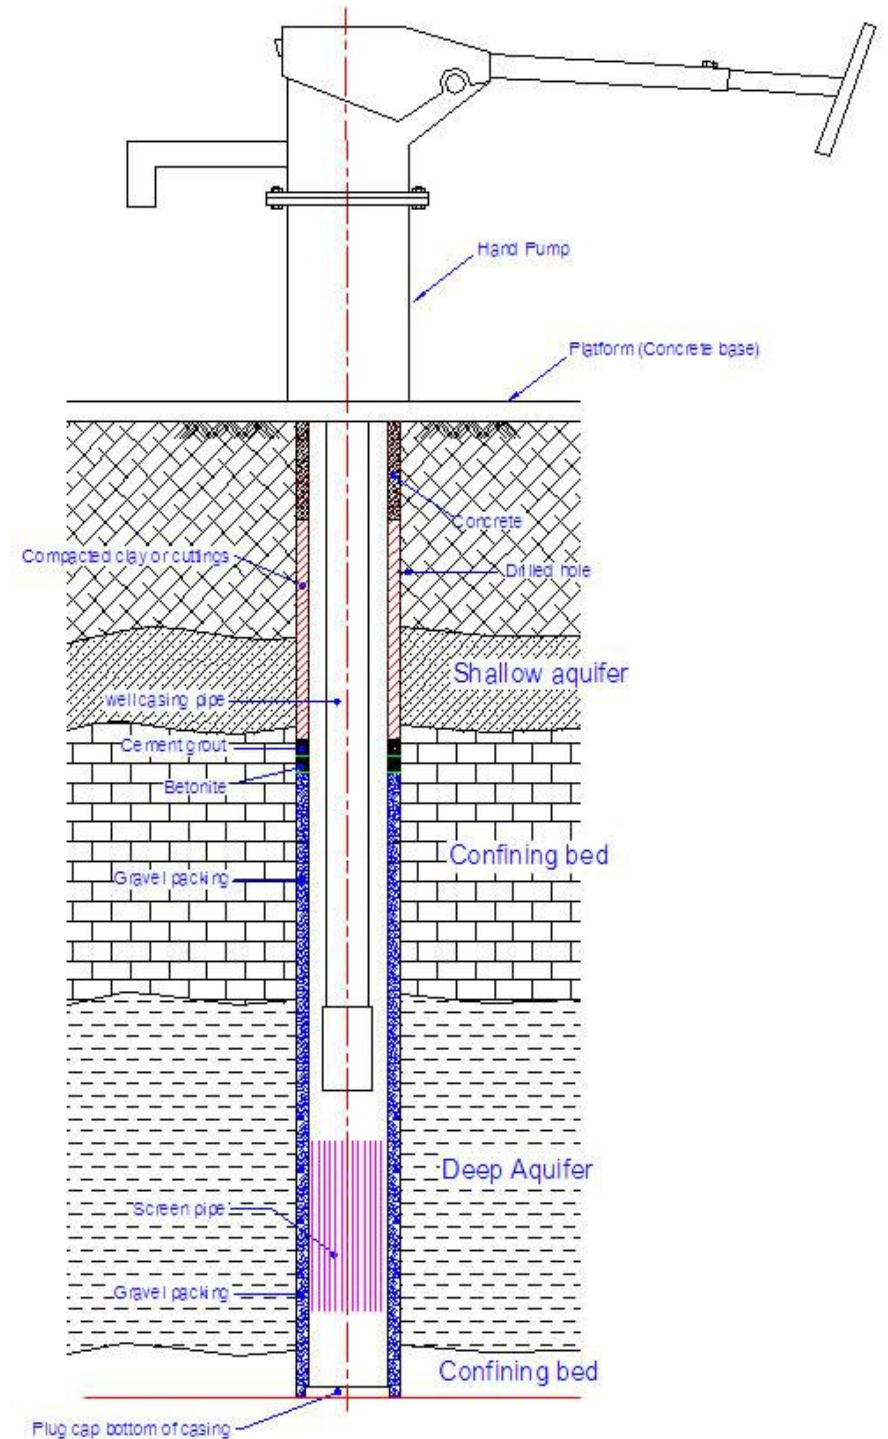 Hand Pump
Platform (Concrete base)
Concrete
Compacted clay or cuttings
Drilled hole
Shallow aquifer
well casing pipe
Cement grout
Betonite
Confining bed
Gravel packing
Deep Aquifer
Screen pipe
Gravel packing
Confining bed
Plug cap bottom of casing